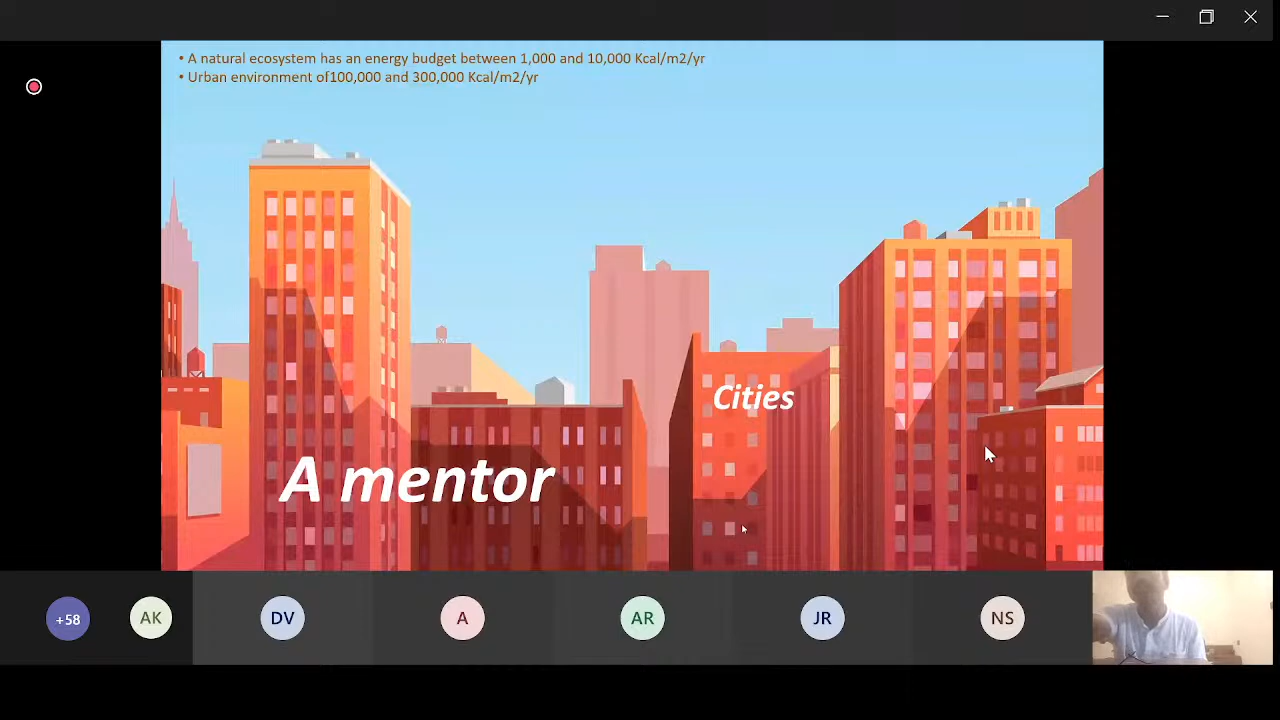 • A natural ecosystem has an energy budget between 1,000 and 10,000 Kcal/m2/yr
• Urban environment of100,000 and 300,000 Kcal/m2/yr
Cities
A mentor
+58
AK
DV
A
AR
JR
NS